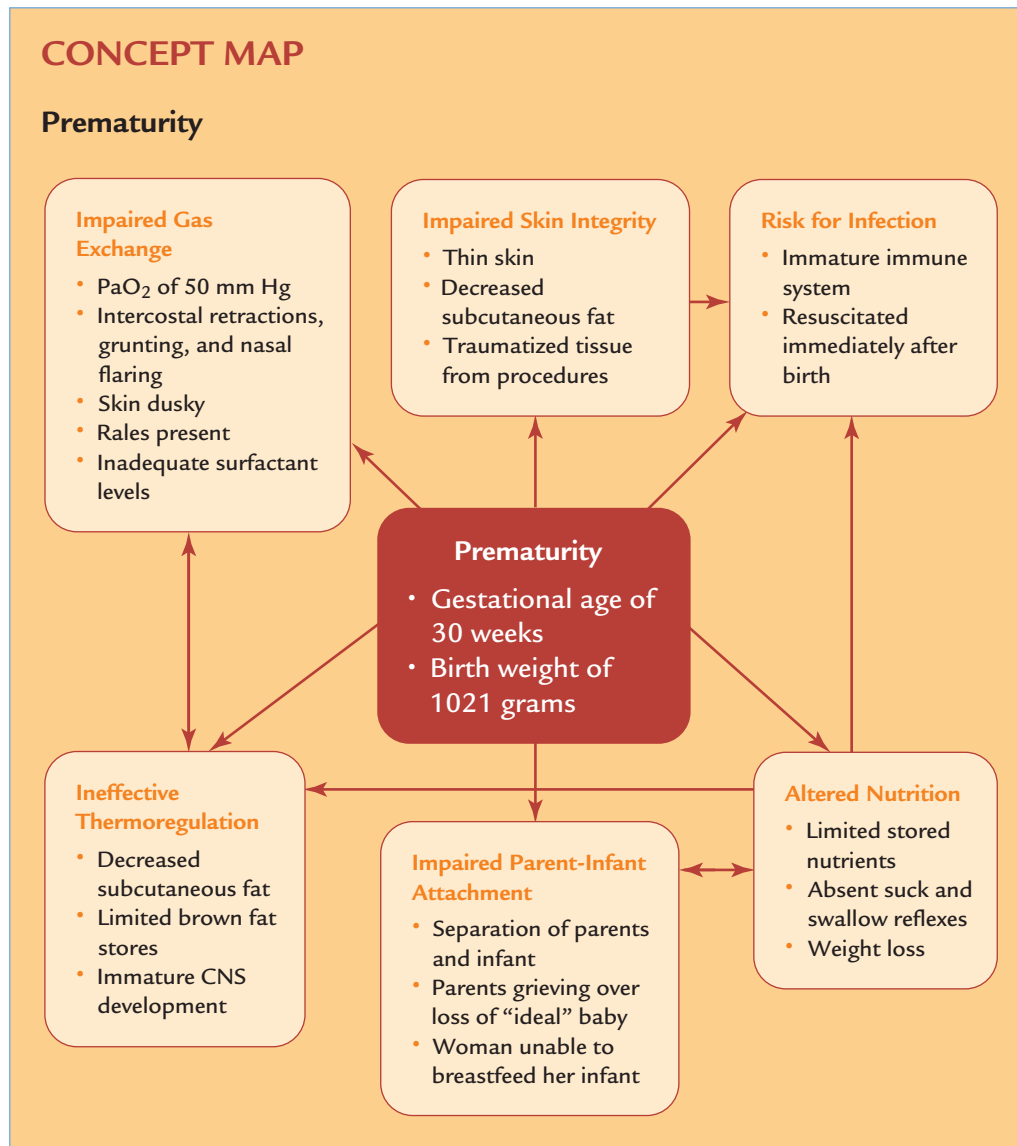 CONCEPT MAP
Prematurity
Impaired Gas
Exchange
• PaO₂ of 50 mm Hg
• Intercostal retractions,
grunting, and nasal
flaring
• Skin dusky
• Rales present
• Inadequate surfactant
levels
Impaired Skin Integrity
• Thin skin
• Decreased
subcutaneous fat
• Traumatized tissue
from procedures
Risk for Infection
• Immature immune
system
• Resuscitated
immediately after
birth
Prematurity
• Gestational age of
30 weeks
• Birth weight of
1021 grams
Ineffective
Thermoregulation
• Decreased
subcutaneous fat
• Limited brown fat
stores
• Immature CNS
development
Impaired Parent-Infant
Attachment
• Separation of parents
and infant
• Parents grieving over
loss of “ideal” baby
• Woman unable to
breastfeed her infant
Altered Nutrition
• Limited stored
nutrients
• Absent suck and
swallow reflexes
• Weight loss